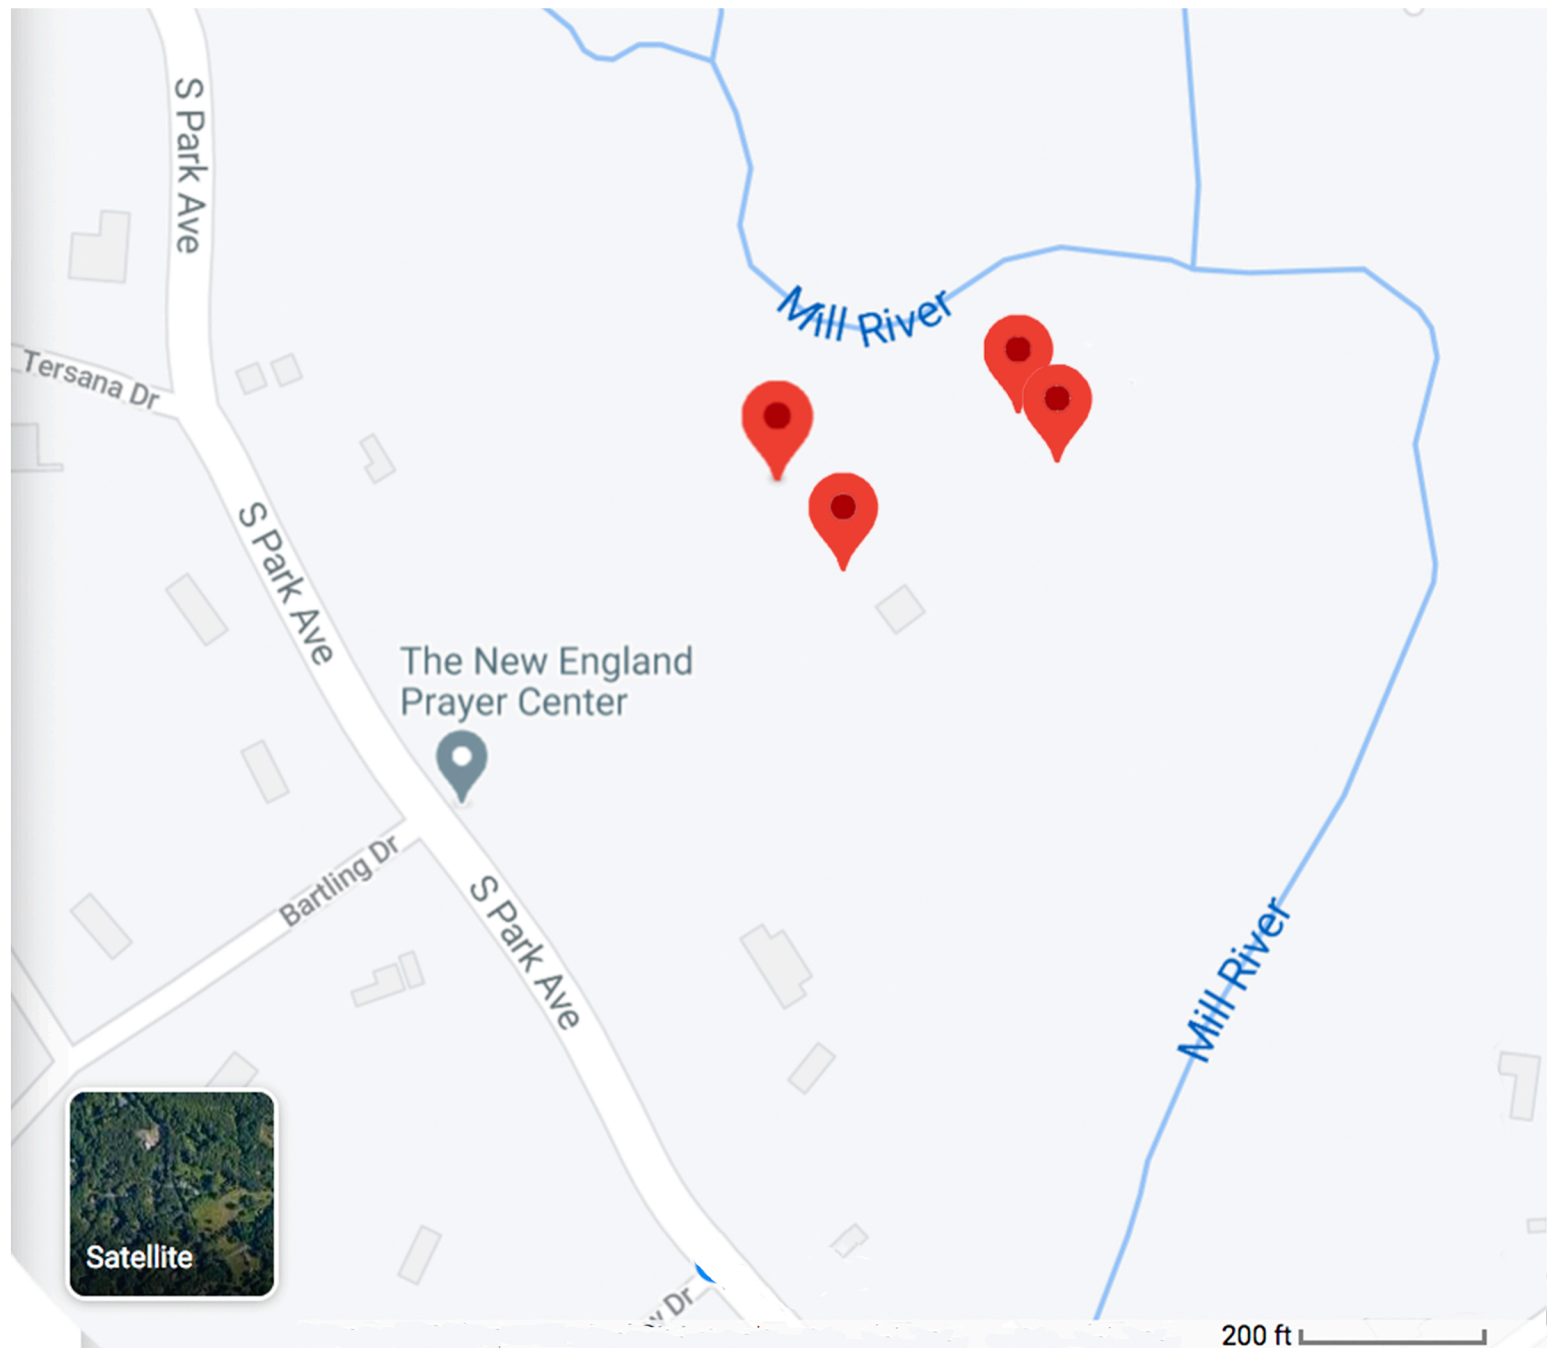 S Park Ave
Mill River
Tersana Dr
S Park Ave
The New England
Prayer Center
Bartling Dr
S Park Ave
Mill River
Satellite
w Dr
200 ft